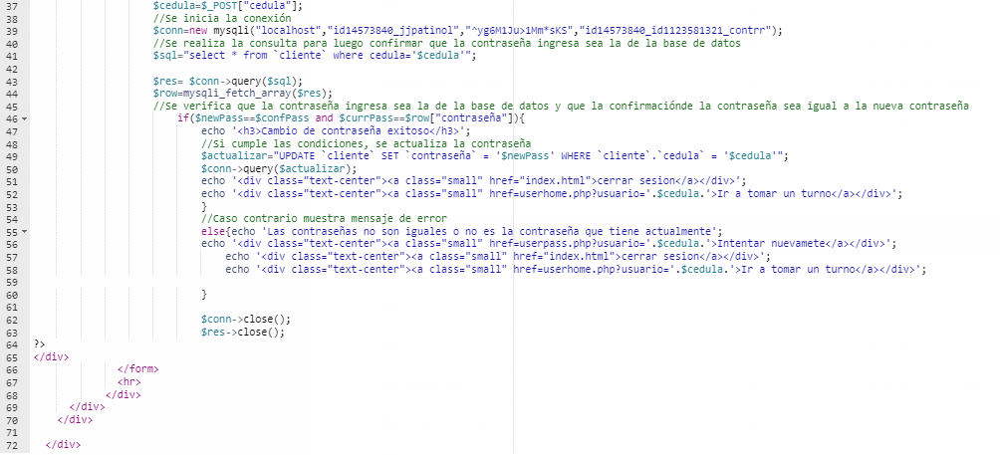 37 $cedula=$_POST["cedula"];
38 //Se inicia la conexión
39 $conn=new mysqli("localhost","id14573840_jjpatinol","^yg6M1Ju>1Mm*sKS","id14573840_id1123581321_contrr");
40 //Se realiza la consulta para luego confirmar que la contraseña ingresa sea la de la base de datos
41 $sql="select * from `cliente` where cedula='$cedula'";
42
43 $res= $conn->query($sql);
44 $row=mysqli_fetch_array($res);
45 //Se verifica que la contraseña ingresa sea la de la base de datos y que la confirmaciónde la contraseña sea igual a la nueva contraseña
46 if($newPass==$confPass and $currPass==$row["contraseña"]){
47 echo '<h3>Cambio de contraseña exitoso</h3>';
48 //Si cumple las condiciones, se actualiza la contraseña
49 $actualizar="UPDATE `cliente` SET `contraseña` = '$newPass' WHERE `cliente`.`cedula` = '$cedula'";
50 $conn->query($actualizar);
51 echo '<div class="text-center"><a class="small" href="index.html">cerrar sesion</a></div>';
52 echo '<div class="text-center"><a class="small" href=userhome.php?usuario='.$cedula.'>Ir a tomar un turno</a></div>';
53 }
54 //Caso contrario muestra mensaje de error
55 else{echo 'Las contraseñas no son iguales o no es la contraseña que tiene actualmente';
56 echo '<div class="text-center"><a class="small" href=userpass.php?usuario='.$cedula.'>Intentar nuevamete</a></div>';
57 echo '<div class="text-center"><a class="small" href="index.html">cerrar sesion</a></div>';
58 echo '<div class="text-center"><a class="small" href=userhome.php?usuario='.$cedula.'>Ir a tomar un turno</a></div>';
59
60 }
61
62 $conn->close();
63 $res->close();
64 ?>
65 </div>
66 </form>
67 <hr>
68 </div>
69 </div>
70 </div>
71
72 </div>